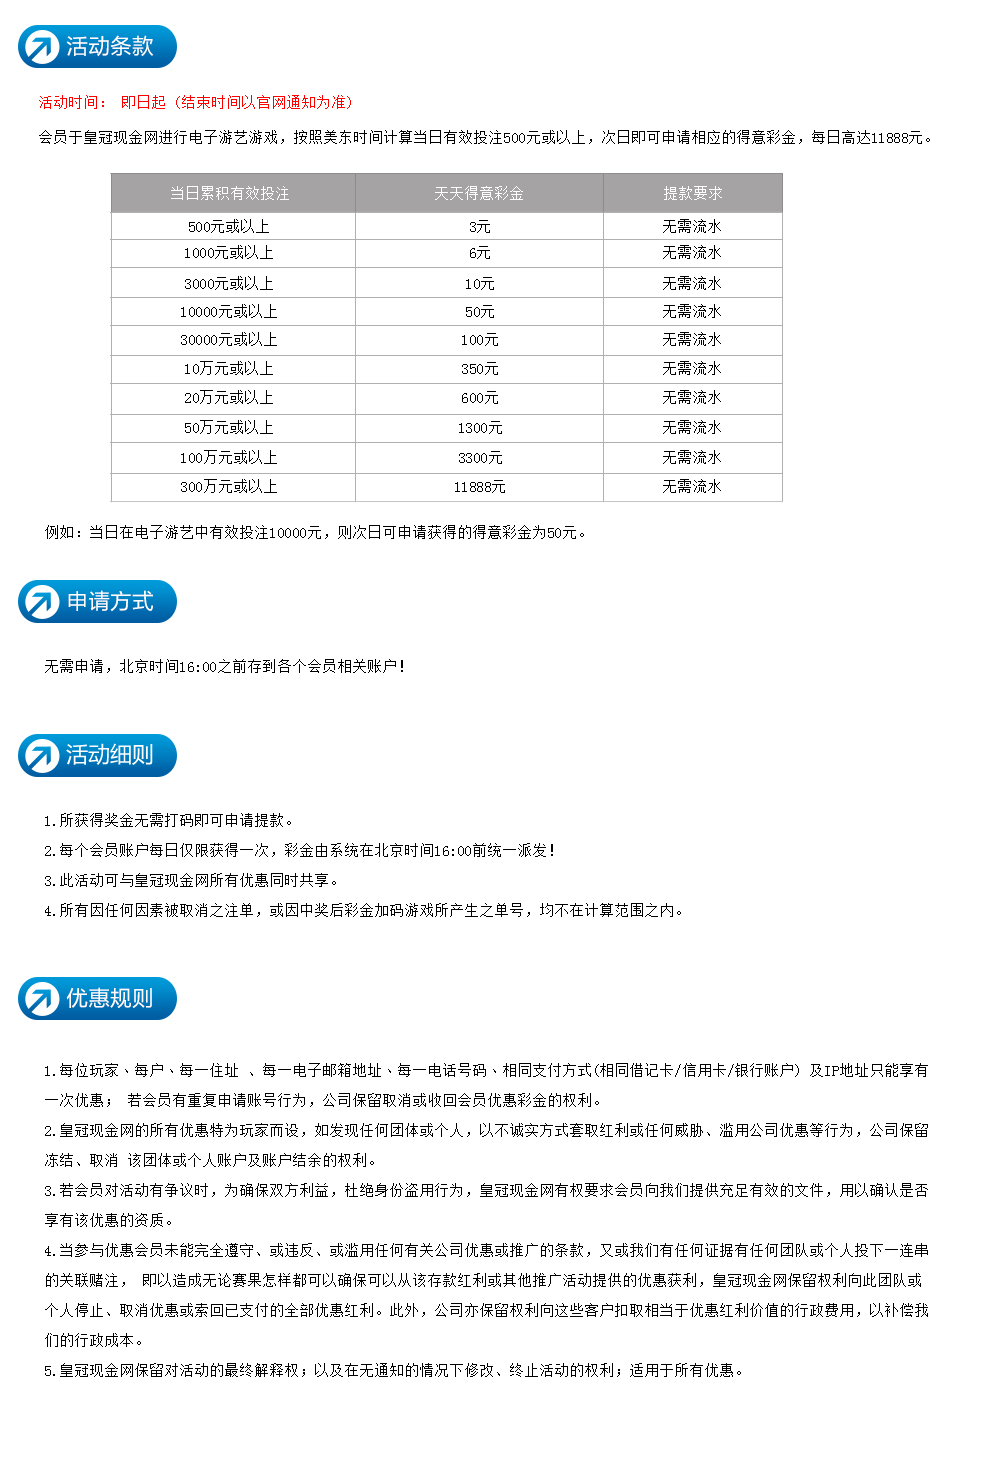 活动条款
活动时间： 即日起（结束时间以官网通知为准）
会员于皇冠现金网进行电子游艺游戏，按照美东时间计算当日有效投注500元或以上，次日即可申请相应的得意彩金，每日高达11888元。
当日累积有效投注 天天得意彩金 提款要求
500元或以上 3元 无需流水
1000元或以上 6元 无需流水
3000元或以上 10元 无需流水
10000元或以上 50元 无需流水
30000元或以上 100元 无需流水
10万元或以上 350元 无需流水
20万元或以上 600元 无需流水
50万元或以上 1300元 无需流水
100万元或以上 3300元 无需流水
300万元或以上 11888元 无需流水
例如：当日在电子游艺中有效投注10000元，则次日可申请获得的得意彩金为50元。
申请方式
无需申请，北京时间16:00之前存到各个会员相关账户！
活动细则
1.所获得奖金无需打码即可申请提款。
2.每个会员账户每日仅限获得一次，彩金由系统在北京时间16:00前统一派发！
3.此活动可与皇冠现金网所有优惠同时共享。
4.所有因任何因素被取消之注单，或因中奖后彩金加码游戏所产生之单号，均不在计算范围之内。
优惠规则
1.每位玩家、每户、每一住址 、每一电子邮箱地址、每一电话号码、相同支付方式(相同借记卡/信用卡/银行账户) 及IP地址只能享有
一次优惠； 若会员有重复申请账号行为，公司保留取消或收回会员优惠彩金的权利。
2.皇冠现金网的所有优惠特为玩家而设，如发现任何团体或个人，以不诚实方式套取红利或任何威胁、滥用公司优惠等行为，公司保留
冻结、取消 该团体或个人账户及账户结余的权利。
3.若会员对活动有争议时，为确保双方利益，杜绝身份盗用行为，皇冠现金网有权要求会员向我们提供充足有效的文件，用以确认是否
享有该优惠的资质。
4.当参与优惠会员未能完全遵守、或违反、或滥用任何有关公司优惠或推广的条款，又或我们有任何证据有任何团队或个人投下一连串
的关联赌注， 即以造成无论赛果怎样都可以确保可以从该存款红利或其他推广活动提供的优惠获利，皇冠现金网保留权利向此团队或
个人停止、取消优惠或索回已支付的全部优惠红利。此外，公司亦保留权利向这些客户扣取相当于优惠红利价值的行政费用，以补偿我
们的行政成本。
5.皇冠现金网保留对活动的最终解释权；以及在无通知的情况下修改、终止活动的权利；适用于所有优惠。